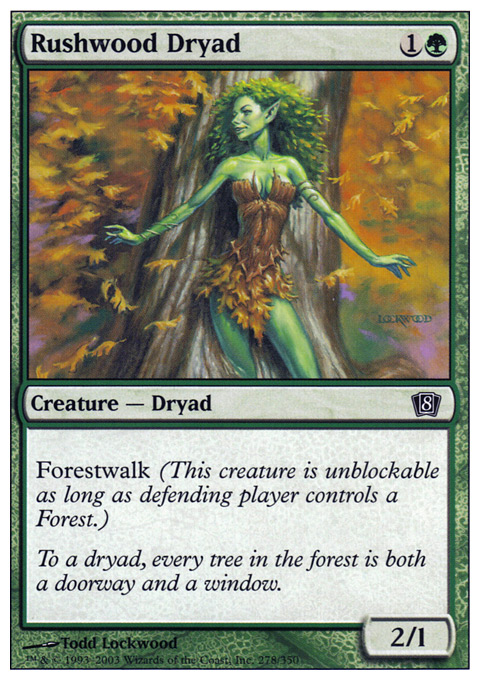 Rushwood Dryad 1
LOCKWOOD
Creature — Dryad 8
Forestwalk (This creature is unblockable
as long as defending player controls a
Forest.)
To a dryad, every tree in the forest is both
a doorway and a window.
2/1
Todd Lockwood
™ & © 1993–2003 Wizards of the Coast, Inc. 278/350